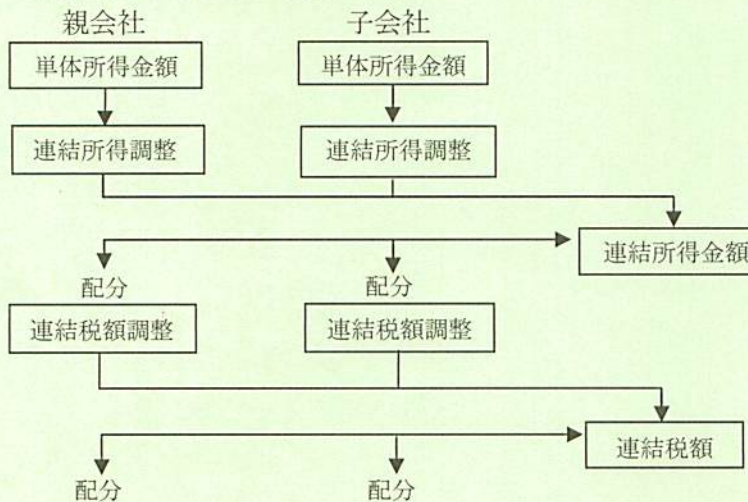 親会社
子会社
単体所得金額
単体所得金額
連結所得調整
連結所得調整
連結所得金額
配分
配分
連結税額調整
連結税額調整
連結税額
配分
配分